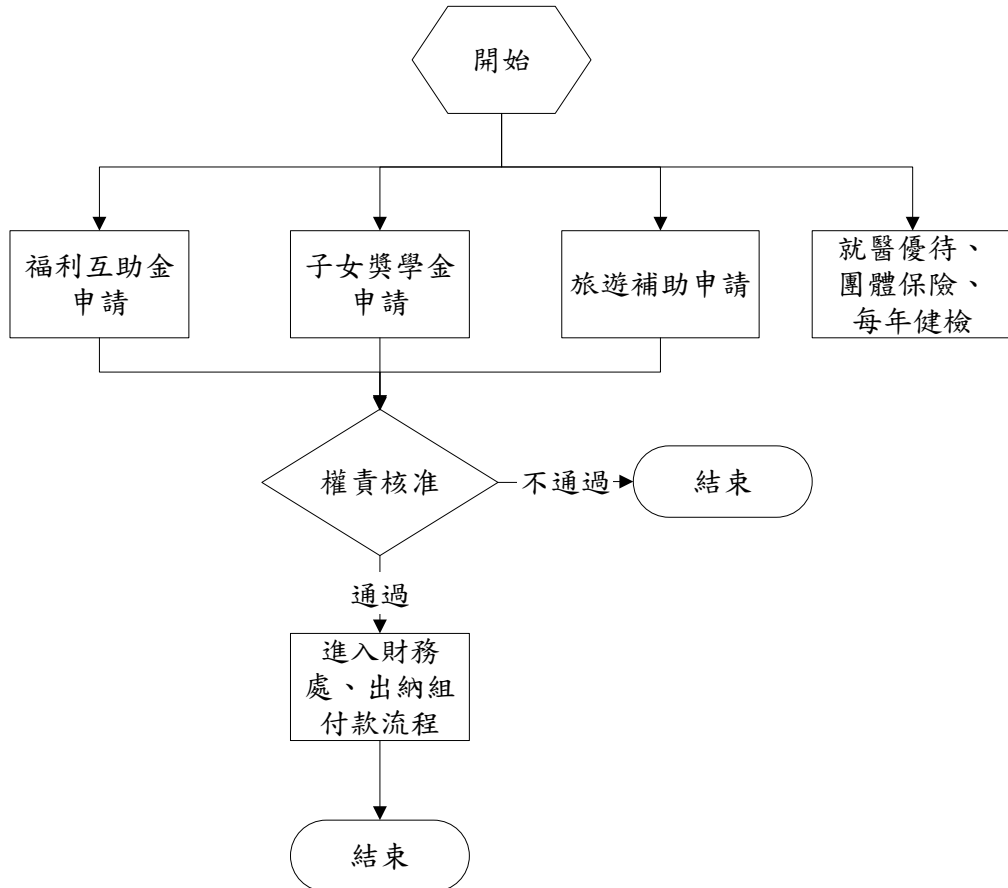 開始
福利互助金
申請
子女獎學金
申請
旅遊補助申請
就醫優待、
團體保險、
每年健檢
權責核准
不通過
結束
通過
進入財務
處、出納組
付款流程
結束